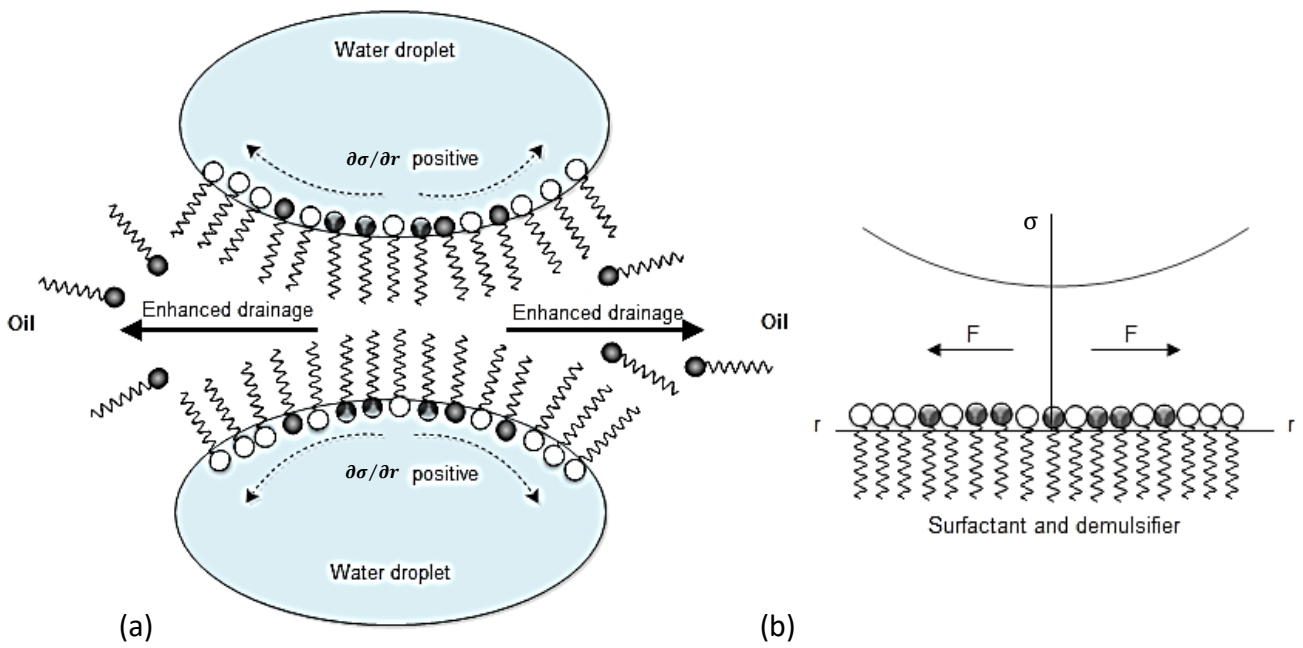 Water droplet
∂σ/∂r positive
Enhanced drainage
Enhanced drainage
Oil
Oil
∂σ/∂r positive
Water droplet
(a)
σ
F
F
r
r
Surfactant and demulsifier
(b)